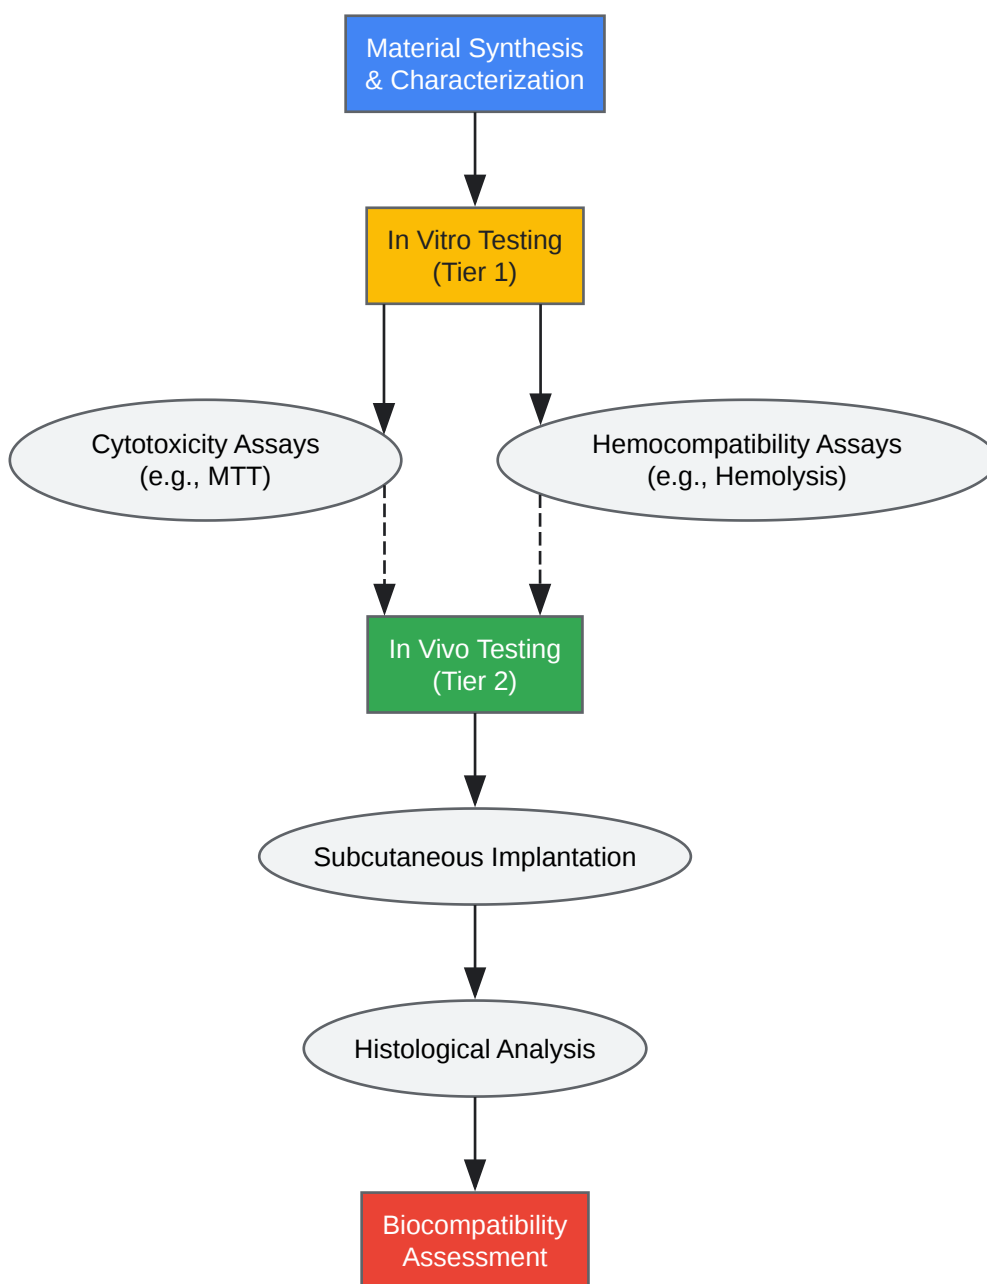 Material Synthesis
& Characterization
In Vitro Testing
(Tier 1)
Cytotoxicity Assays
(e.g., MTT)
Hemocompatibility Assays
(e.g., Hemolysis)
In Vivo Testing
(Tier 2)
Subcutaneous Implantation
Histological Analysis
Biocompatibility
Assessment